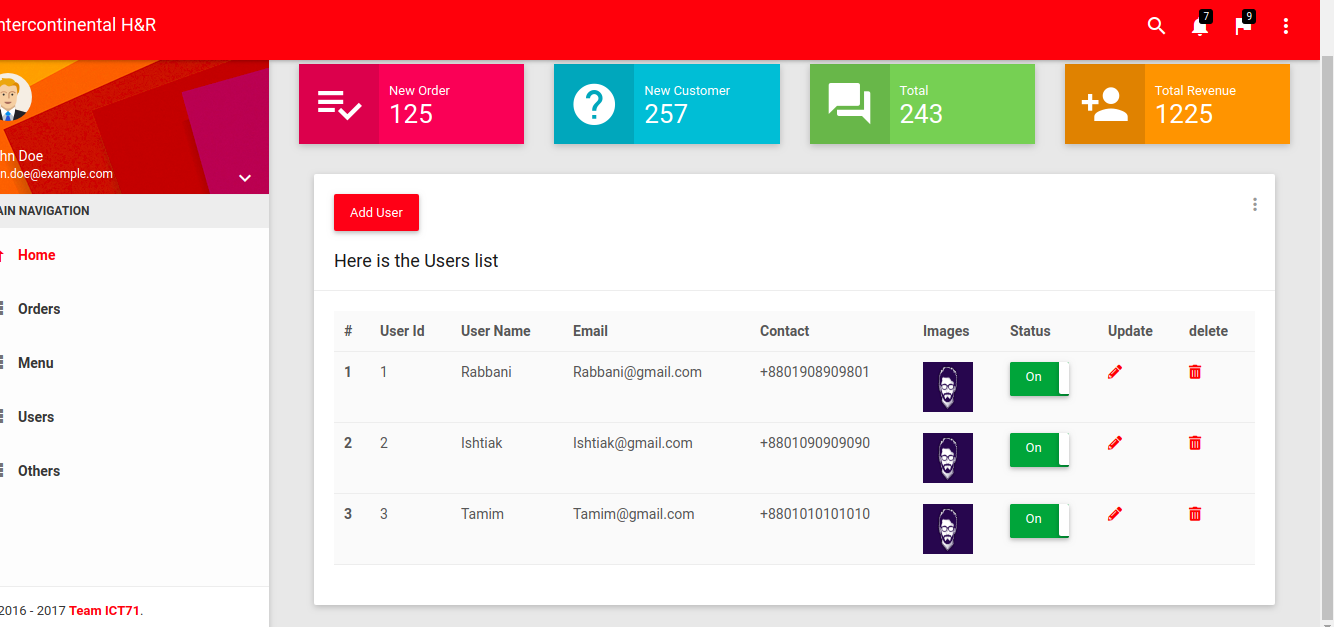 ntercontinental H&R
7
9
hn Doe
n.doe@example.com
AIN NAVIGATION
Home
Orders
Menu
Users
Others
2016 - 2017 Team ICT71.
New Order
125
New Customer
257
Total
243
Total Revenue
1225
Add User
Here is the Users list
# User Id User Name Email Contact Images Status Update delete
1 1 Rabbani Rabbani@gmail.com +8801908909801 On
2 2 Ishtiak Ishtiak@gmail.com +8801090909090 On
3 3 Tamim Tamim@gmail.com +8801010101010 On